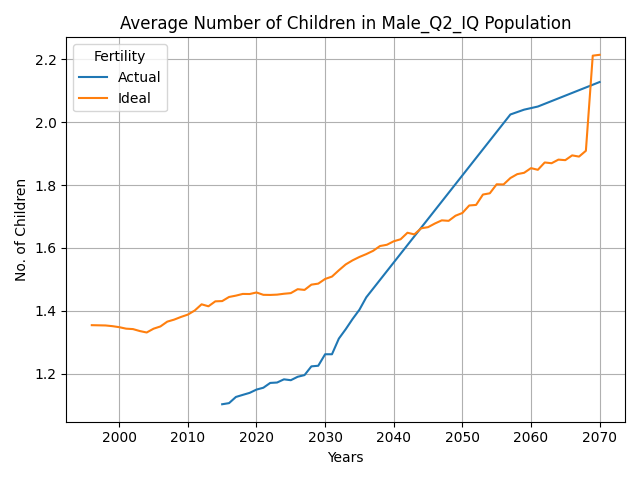 Average Number of Children in Male_Q2_IQ Population
Fertility
Actual
Ideal
No. of Children
2.2
2.0
1.8
1.6
1.4
1.2
2000 2010 2020 2030 2040 2050 2060 2070
Years